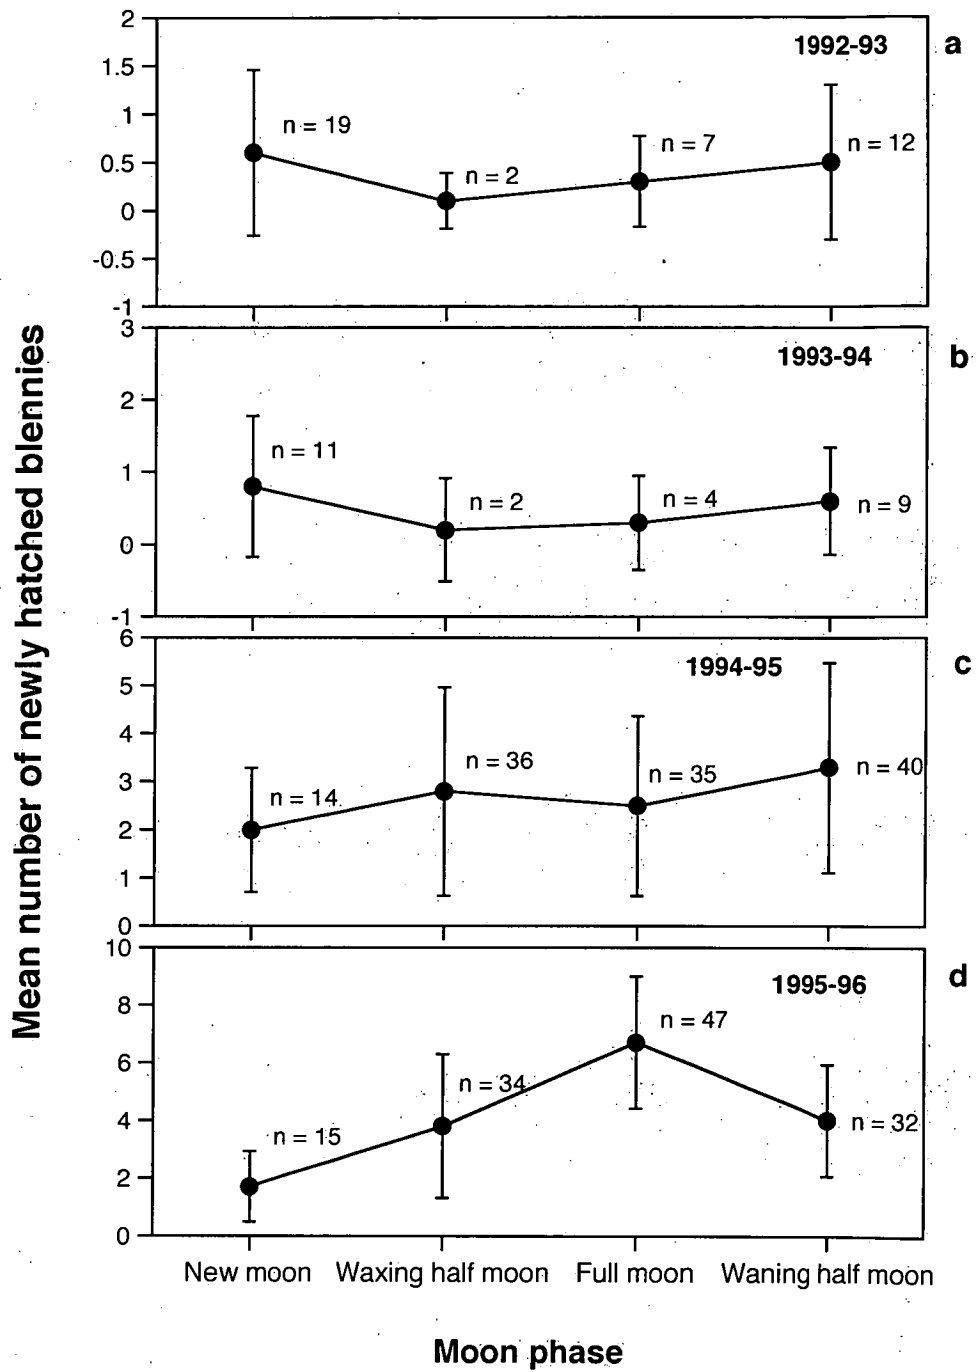 Mean number of newly hatched blennies
2
1.5
1
0.5
0
-0.5
-1
1992-93
a
n = 19
n = 2
n = 7
n = 12
3
2
1
0
-1
1993-94
b
n = 11
n = 2
n = 4
n = 9
6
5
4
3
2
1
0
1994-95
c
n = 14
n = 36
n = 35
n = 40
10
8
6
4
2
0
1995-96
d
n = 15
n = 34
n = 47
n = 32
New moon Waxing half moon Full moon Waning half moon
Moon phase